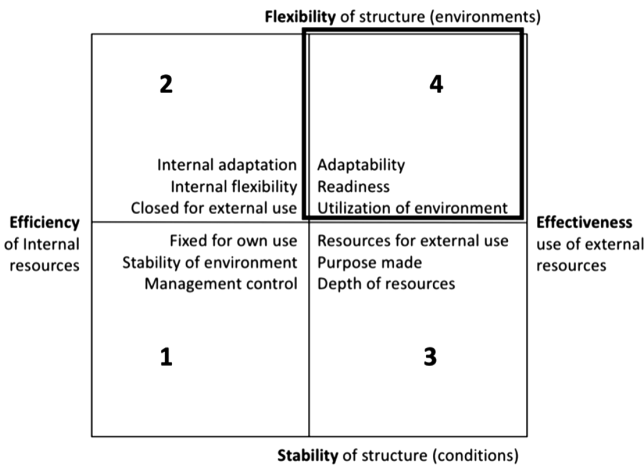 Flexibility of structure (environments)
2
4
Internal adaptation
Internal flexibility
Closed for external use
Adaptability
Readiness
Utilization of environment
Efficiency
of Internal
resources
Effectiveness
use of external
resources
Fixed for own use
Stability of environment
Management control
Resources for external use
Purpose made
Depth of resources
1
3
Stability of structure (conditions)